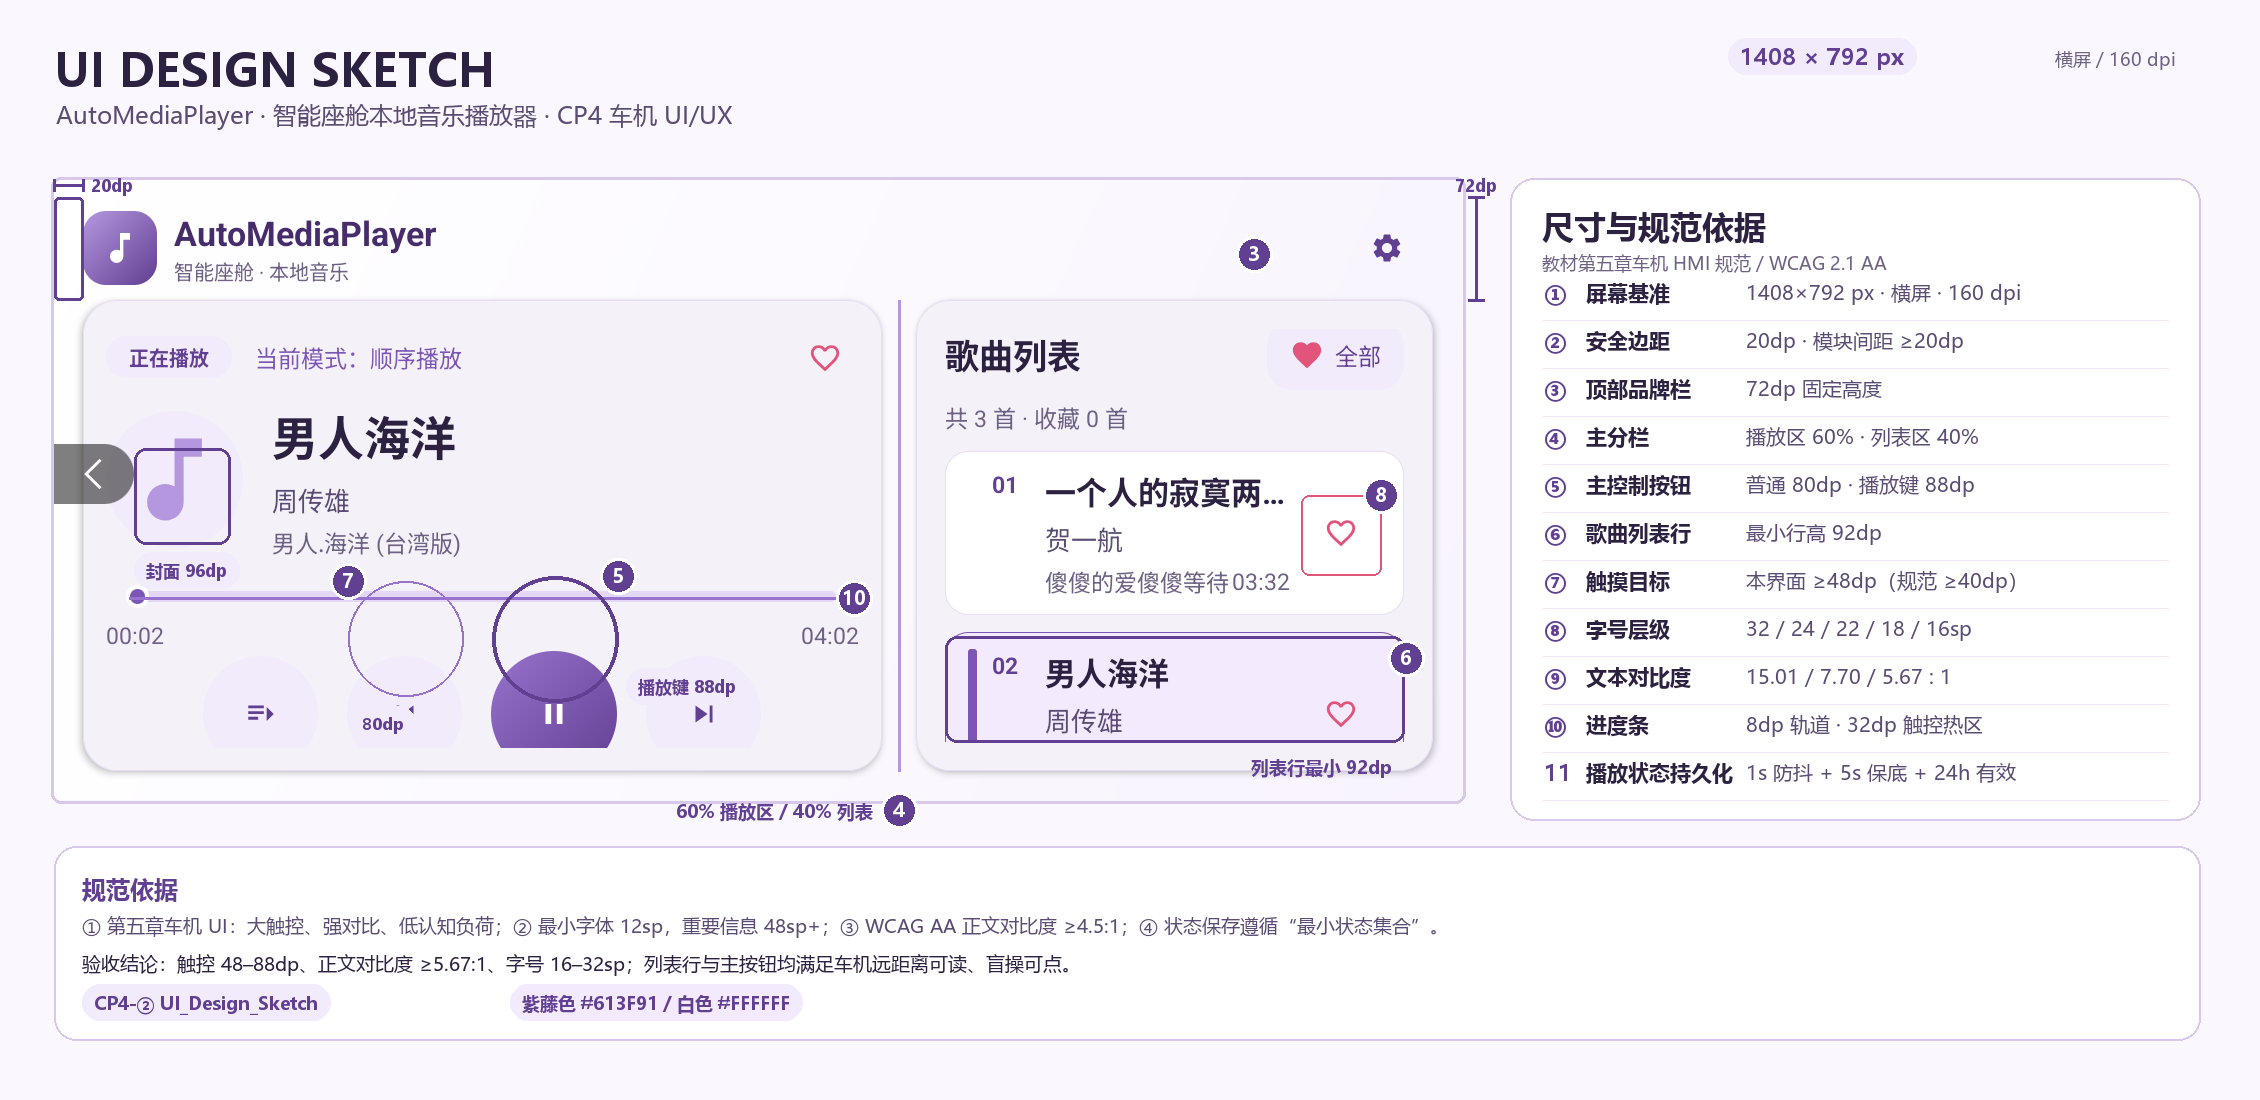 UI DESIGN SKETCH
1408 × 792 px
横屏 / 160 dpi
AutoMediaPlayer · 智能座舱本地音乐播放器 · CP4 车机 UI/UX
20dp
72dp
AutoMediaPlayer
智能座舱 · 本地音乐
3
正在播放
当前模式：顺序播放
男人海洋
周传雄
男人.海洋 (台湾版)
封面 96dp
7
5
10
00:02
04:02
播放键 88dp
80dp
歌曲列表
全部
共 3 首 · 收藏 0 首
01
一个人的寂寞两...
8
贺一航
傻傻的爱傻傻等待 03:32
02
男人海洋
6
周传雄
列表行最小 92dp
60% 播放区 / 40% 列表
4
尺寸与规范依据
教材第五章车机 HMI 规范 / WCAG 2.1 AA
① 屏幕基准 1408×792 px · 横屏 · 160 dpi
② 安全边距 20dp · 模块间距 ≥20dp
③ 顶部品牌栏 72dp 固定高度
④ 主分栏 播放区 60% · 列表区 40%
⑤ 主控制按钮 普通 80dp · 播放键 88dp
⑥ 歌曲列表行 最小行高 92dp
⑦ 触摸目标 本界面 ≥48dp（规范 ≥40dp）
⑧ 字号层级 32 / 24 / 22 / 18 / 16sp
⑨ 文本对比度 15.01 / 7.70 / 5.67 : 1
⑩ 进度条 8dp 轨道 · 32dp 触控热区
11 播放状态持久化 1s 防抖 + 5s 保底 + 24h 有效
规范依据
① 第五章车机 UI：大触控、强对比、低认知负荷；② 最小字体 12sp，重要信息 48sp+；③ WCAG AA 正文对比度 ≥4.5:1；④ 状态保存遵循“最小状态集合”。
验收结论：触控 48–88dp、正文对比度 ≥5.67:1、字号 16–32sp；列表行与主按钮均满足车机远距离可读、盲操可点。
CP4-② UI_Design_Sketch
紫藤色 #613F91 / 白色 #FFFFFF